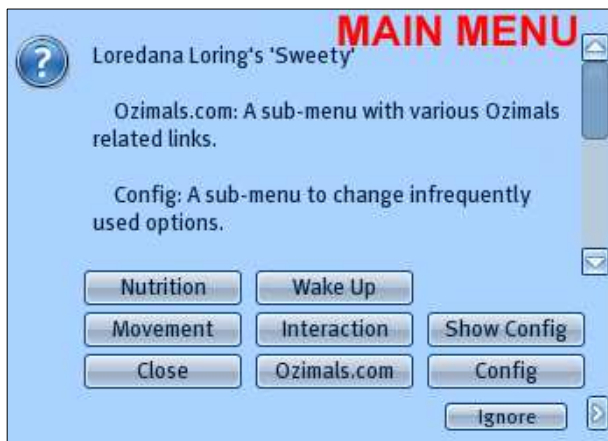 MAIN MENU
Loredana Loring's 'Sweety'
Ozimals.com: A sub-menu with various Ozimals
related links.
Config: A sub-menu to change infrequently
used options.
Nutrition Wake Up
Movement Interaction Show Config
Close Ozimals.com Config
Ignore